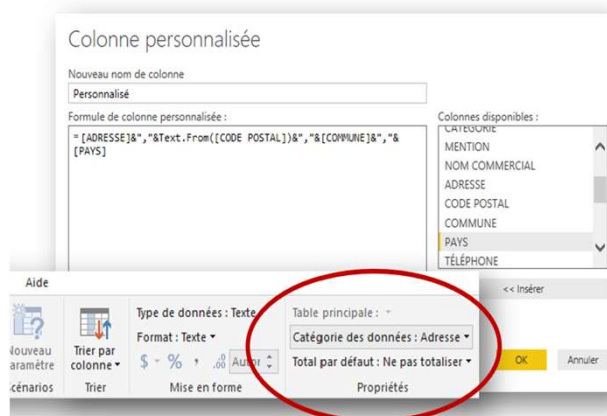 Colonne personnalisée
Nouveau nom de colonne
Personnalisé
Formule de colonne personnalisée :
= [ADRESSE]&","&Text.From([CODE POSTAL])&","&[COMMUNE]&","&
[PAYS]
Colonnes disponibles :
CATÉGORIE
MENTION
NOM COMMERCIAL
ADRESSE
CODE POSTAL
COMMUNE
PAYS
TÉLÉPHONE
<< Insérer
OK
Annuler
Aide
Nouveau
Trier par
colonne
Trier
Type de données : Texte
Format : Texte
$ % , .00
Mise en forme
Table principale :
Catégorie des données : Adresse
Total par défaut : Ne pas totaliser
Propriétés